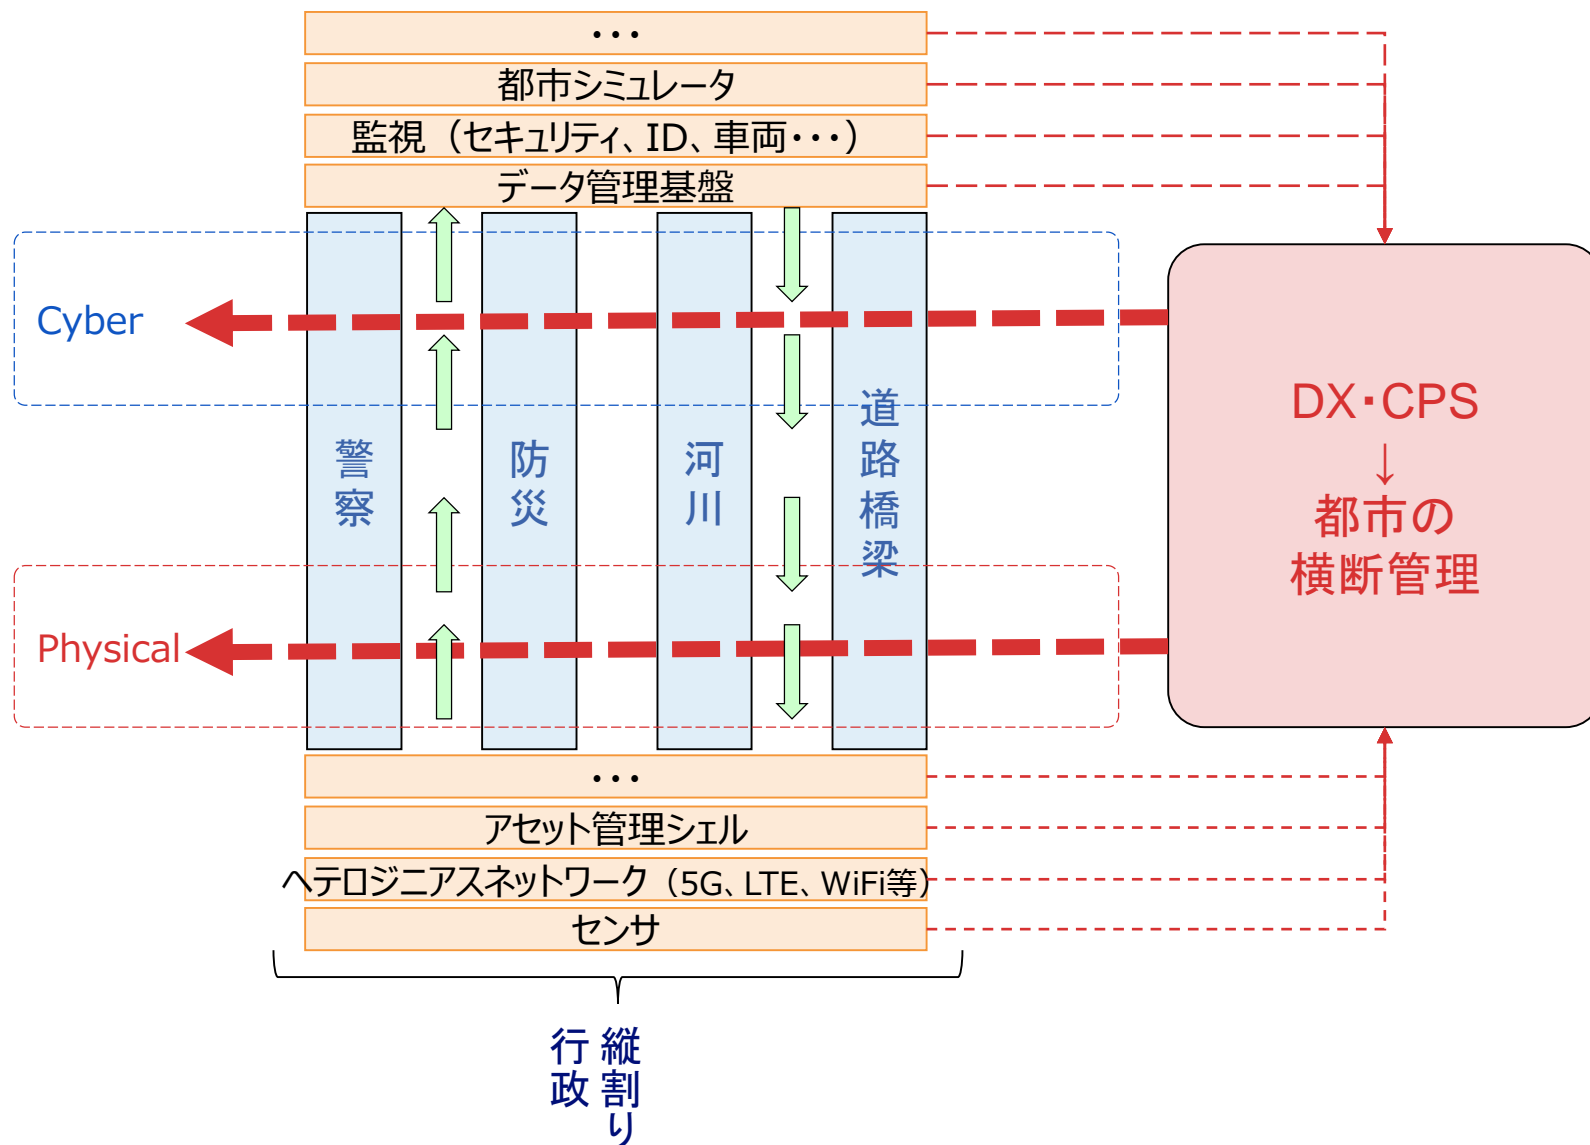 ・・・
都市シミュレータ
監視（セキュリティ、ID、車両・・・）
データ管理基盤
Cyber
Physical
警察
防災
河川
道路橋梁
DX・CPS
↓
都市の
横断管理
・・・
アセット管理シェル
ヘテロジニアスネットワーク（5G、LTE、WiFi等）
センサ
縦割り
行政